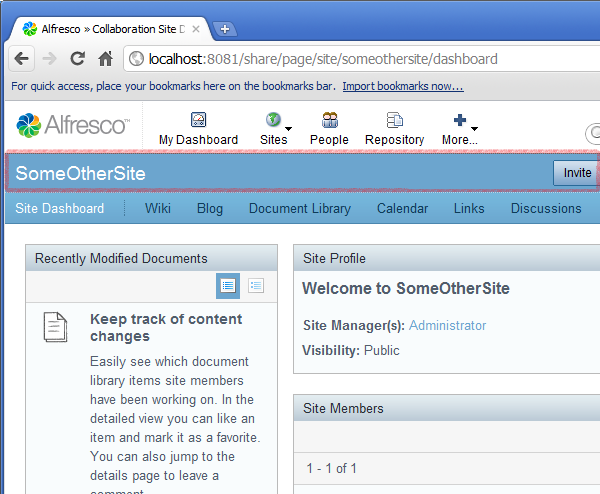 Alfresco » Collaboration Site D
localhost:8081/share/page/site/someothersite/dashboard
For quick access, place your bookmarks here on the bookmarks bar. Import bookmarks now...
Alfresco™
My Dashboard Sites People Repository More...
SomeOtherSite Invite
Site Dashboard Wiki Blog Document Library Calendar Links Discussions
Recently Modified Documents
Keep track of content
changes
Easily see which document
library items site members
have been working on. In the
detailed view you can like an
item and mark it as a favorite.
You can also jump to the
details page to leave a
comment.
Site Profile
Welcome to SomeOtherSite
Site Manager(s): Administrator
Visibility: Public
Site Members
1 - 1 of 1